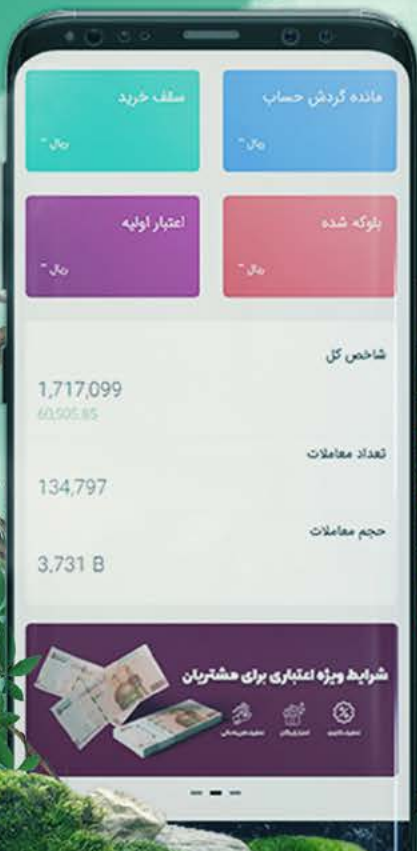 مانده گردش حساب
ریال -
سقف خرید
ریال -
بلوکه شده
ریال -
اعتبار اولیه
ریال -
شاخص کل
1,717,099
60,505.85
تعداد معاملات
134,797
حجم معاملات
3,731 B
شرایط ویژه اعتباری برای مشتریان